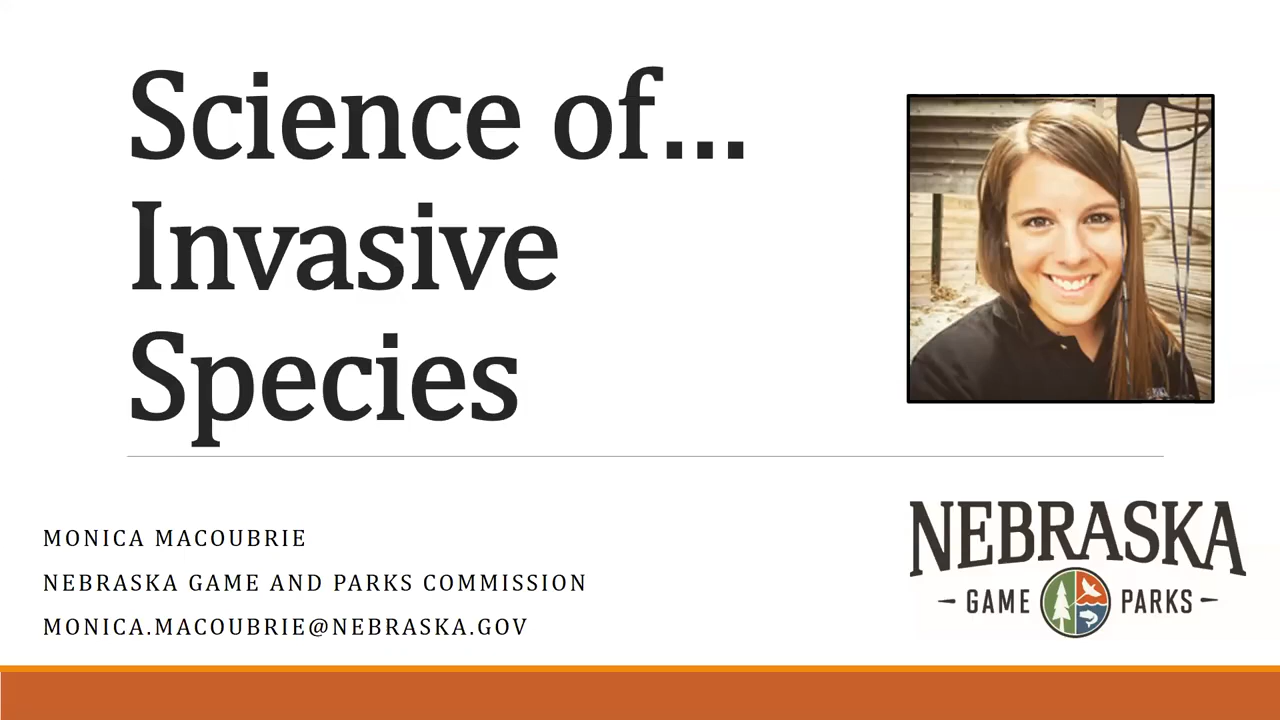 Science of...
Invasive
Species
MONICA MACOUBRIE
NEBRASKA GAME AND PARKS COMMISSION
MONICA.MACOUBRIE@NEBRASKA.GOV
NEBRASKA
GAME PARKS